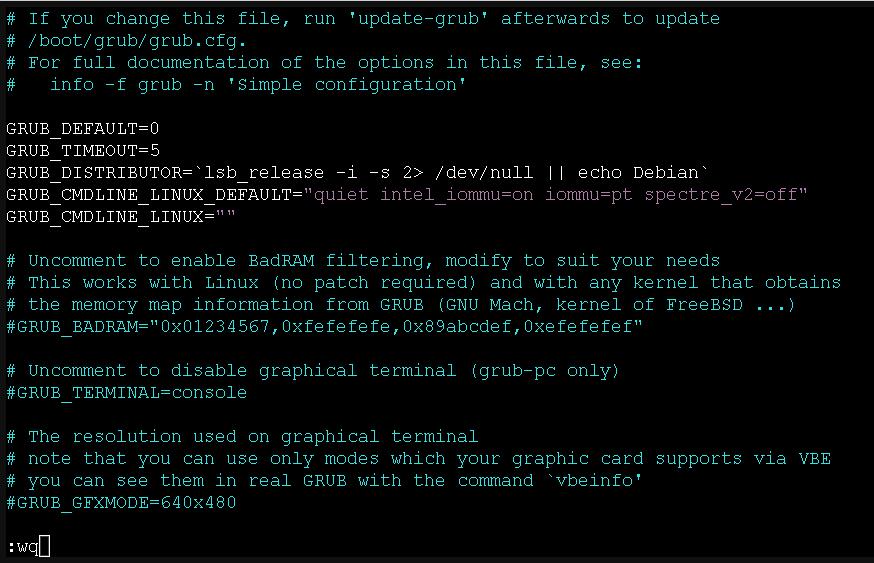 # If you change this file, run 'update-grub' afterwards to update
# /boot/grub/grub.cfg.
# For full documentation of the options in this file, see:
#   info -f grub -n 'Simple configuration'
GRUB_DEFAULT=0
GRUB_TIMEOUT=5
GRUB_DISTRIBUTOR=`lsb_release -i -s 2> /dev/null || echo Debian`
GRUB_CMDLINE_LINUX_DEFAULT="quiet intel_iommu=on iommu=pt spectre_v2=off"
GRUB_CMDLINE_LINUX=""
# Uncomment to enable BadRAM filtering, modify to suit your needs
# This works with Linux (no patch required) and with any kernel that obtains
# the memory map information from GRUB (GNU Mach, kernel of FreeBSD ...)
#GRUB_BADRAM="0x01234567,0xfefefefe,0x89abcdef,0xefefefef"
# Uncomment to disable graphical terminal (grub-pc only)
#GRUB_TERMINAL=console
# The resolution used on graphical terminal
# note that you can use only modes which your graphic card supports via VBE
# you can see them in real GRUB with the command `vbeinfo'
#GRUB_GFXMODE=640x480
:wq